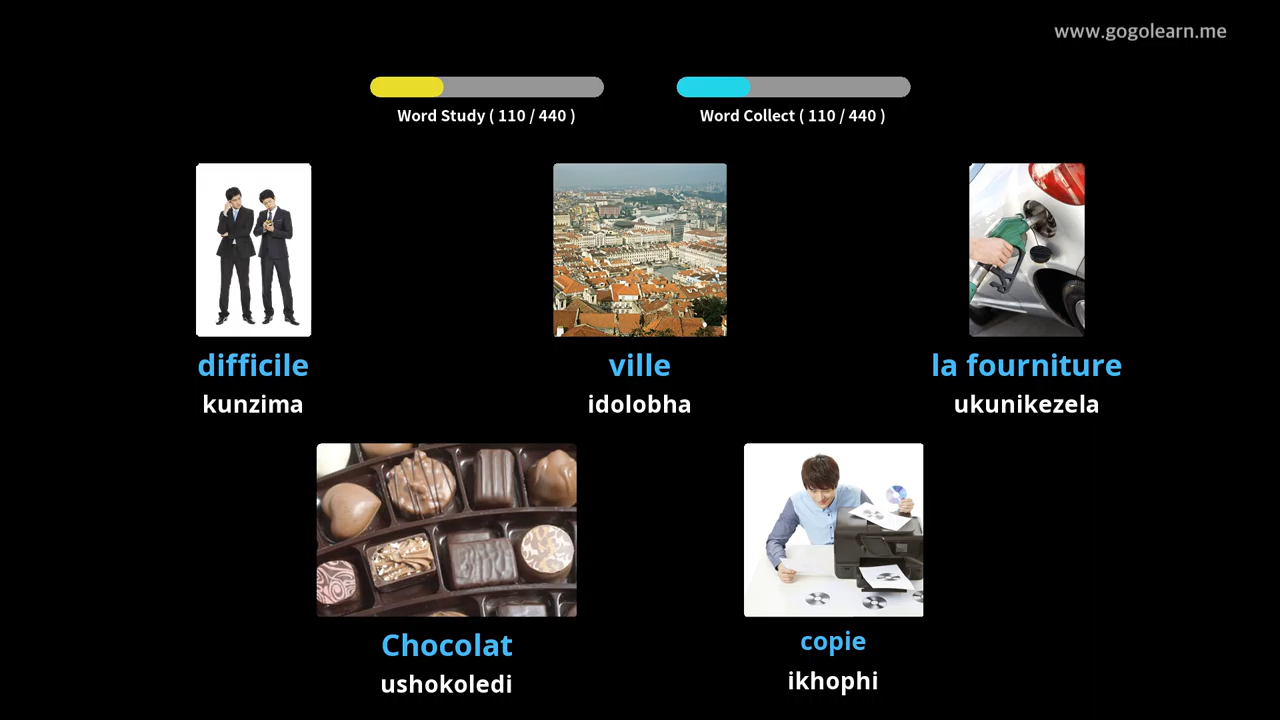 www.gogolearn.me
Word Study ( 110 / 440 )
Word Collect ( 110 / 440 )
difficile
kunzima
ville
idolobha
la fourniture
ukunikezela
Chocolat
ushokoledi
copie
ikhophi